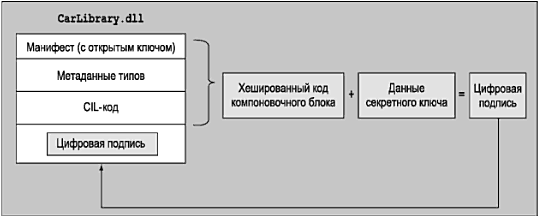 CarLibrary.dll
Манифест (с открытым ключом)
Метаданные типов
CIL-код
Цифровая подпись
Хешированный код
компоновочного блока
+
Данные
секретного ключа
=
Цифровая
подпись